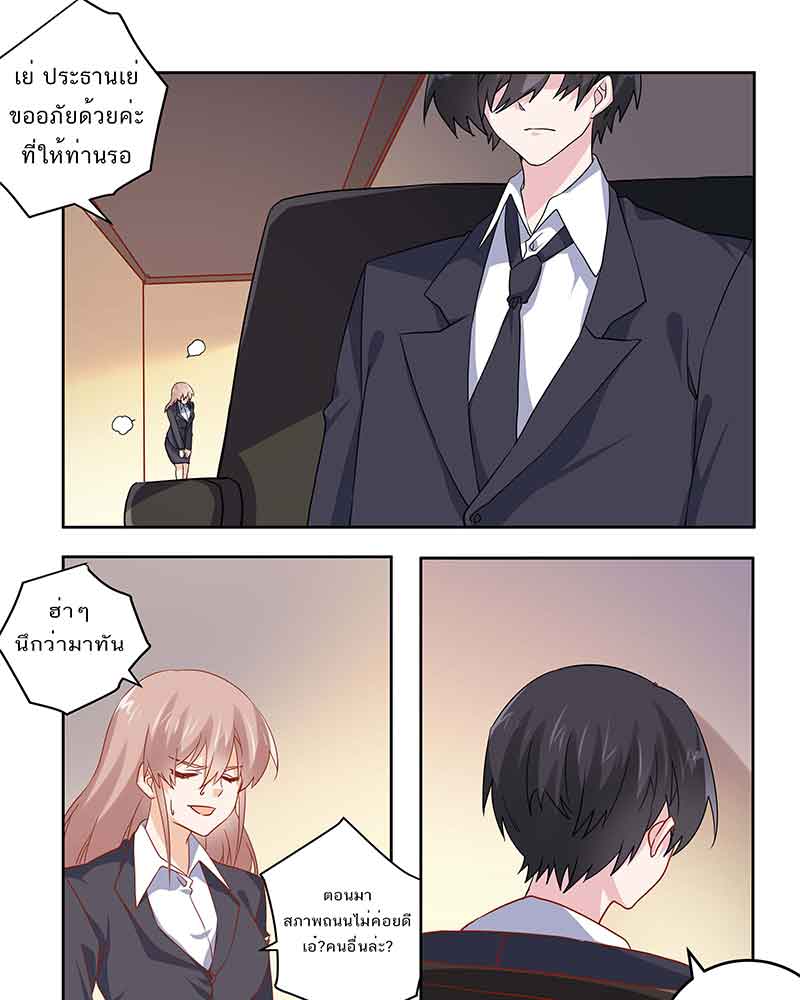 เย่ ประธานเย่
ขออภัยด้วยค่ะ
ที่ให้ท่านรอ
ฮ่าๆ
นึกว่ามาทัน
ตอนมา
สภาพถนนไม่ค่อยดี
เอ๋?คนอื่นล่ะ?